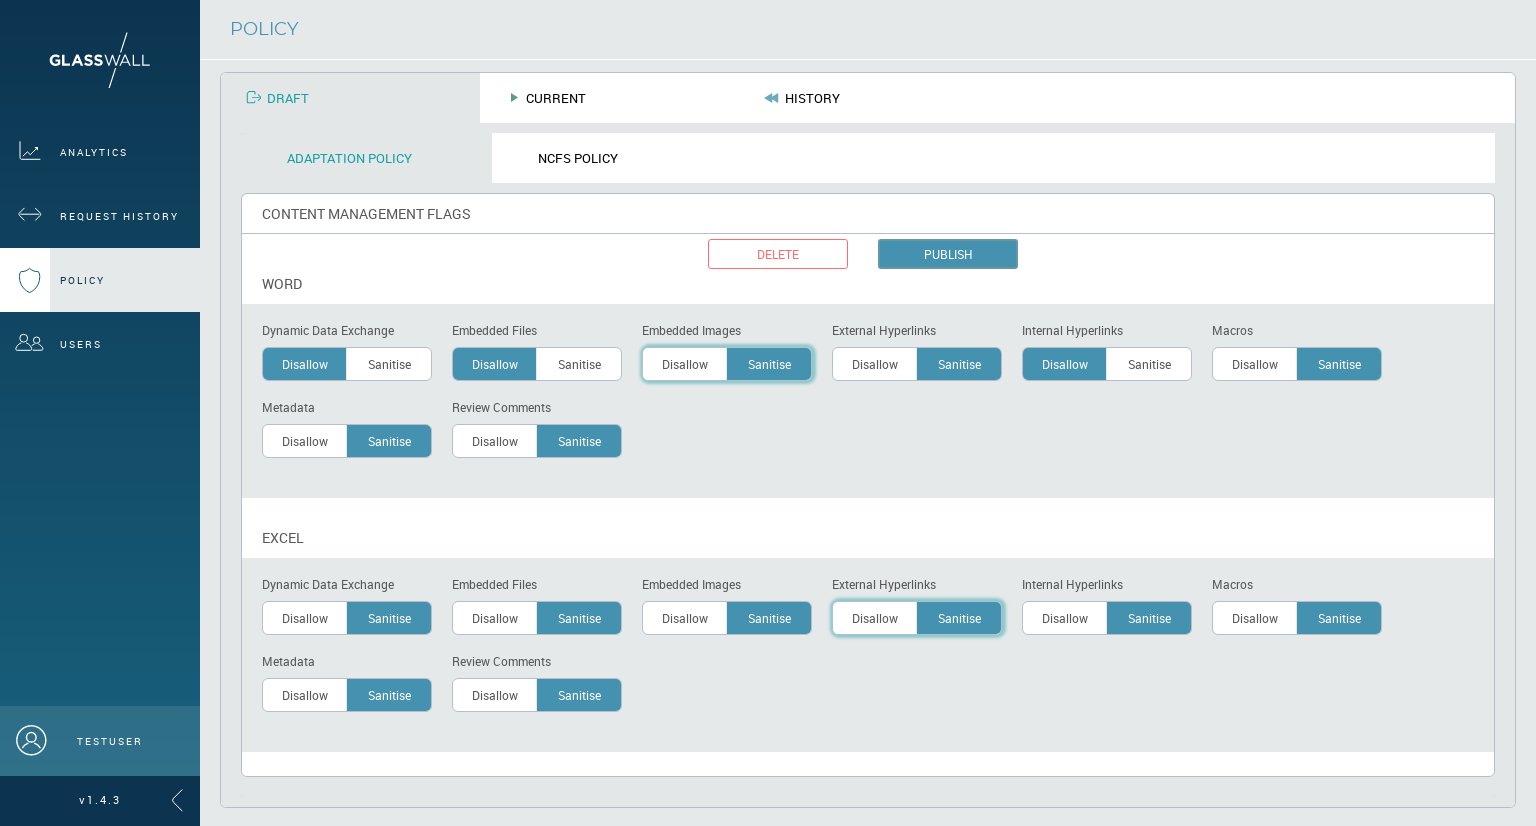 GLASSWALL
ANALYTICS
REQUEST HISTORY
POLICY
USERS
TESTUSER
v1.4.3
POLICY
DRAFT CURRENT HISTORY
ADAPTATION POLICY NCFS POLICY
CONTENT MANAGEMENT FLAGS
DELETE PUBLISH
WORD
Dynamic Data Exchange Embedded Files Embedded Images External Hyperlinks Internal Hyperlinks Macros
Disallow Sanitise Disallow Sanitise Disallow Sanitise Disallow Sanitise Disallow Sanitise Disallow Sanitise
Metadata Review Comments
Disallow Sanitise Disallow Sanitise
EXCEL
Dynamic Data Exchange Embedded Files Embedded Images External Hyperlinks Internal Hyperlinks Macros
Disallow Sanitise Disallow Sanitise Disallow Sanitise Disallow Sanitise Disallow Sanitise Disallow Sanitise
Metadata Review Comments
Disallow Sanitise Disallow Sanitise